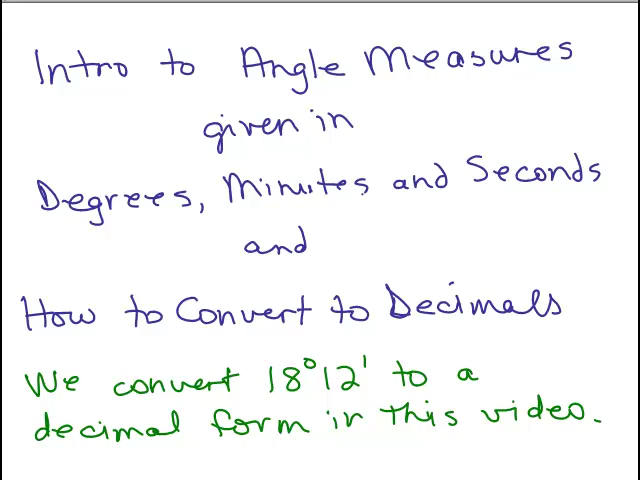 Intro to Angle Measures
given in
Degrees, Minutes and Seconds
and
How to Convert to Decimals
We convert 18°12' to a
decimal form in this video.